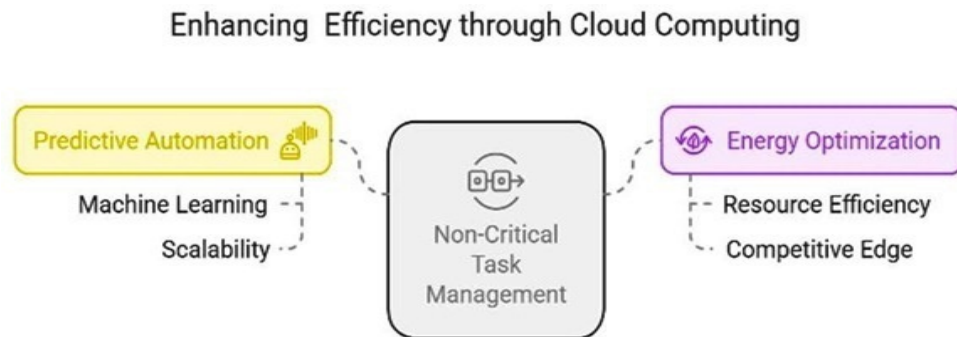 Enhancing Efficiency through Cloud Computing
Predictive Automation
Machine Learning
Scalability
Non-Critical
Task
Management
Energy Optimization
Resource Efficiency
Competitive Edge